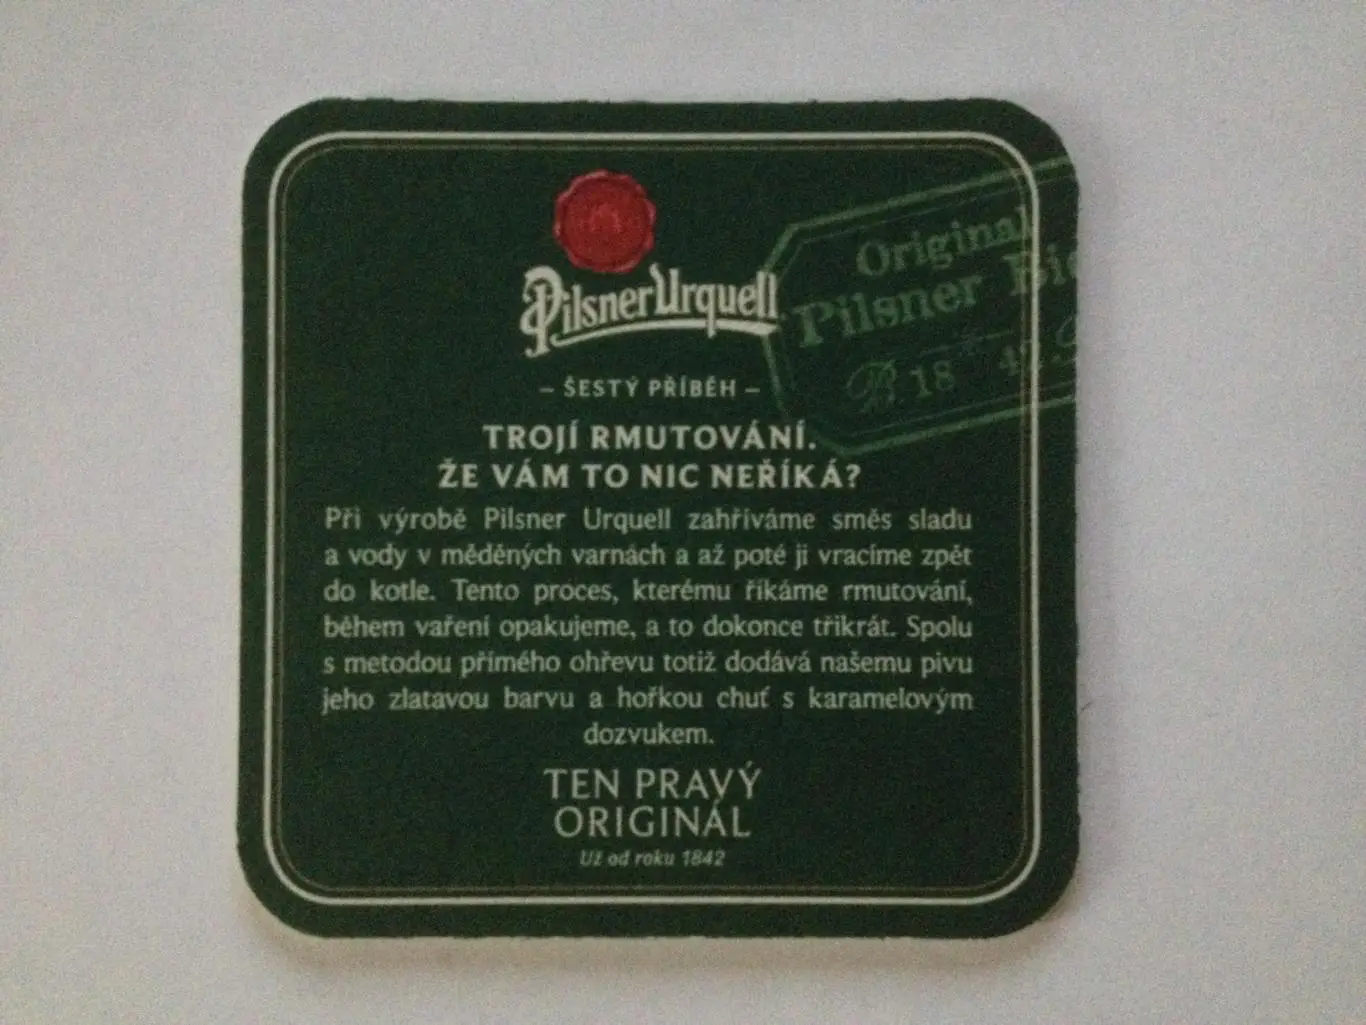 Pilsner Urquell
– ŠESTÝ PŘÍBĚH –
TROJÍ RMUTOVÁNÍ.
ŽE VÁM TO NIC NEŘÍKÁ?
Při výrobě Pilsner Urquell zahříváme směs sladu
a vody v měděných varnách a až poté ji vracíme zpět
do kotle. Tento proces, kterému říkáme rmutování,
během vaření opakujeme, a to dokonce třikrát. Spolu
s metodou přímého ohřevu totiž dodává našemu pivu
jeho zlatavou barvu a hořkou chuť s karamelovým
dozvukem.
TEN PRAVÝ
ORIGINÁL
Už od roku 1842
Original
Pilsner Bie
B. 18 42.